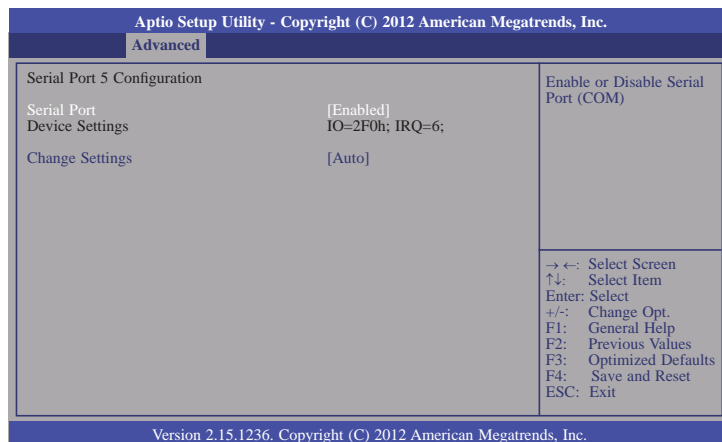 Aptio Setup Utility - Copyright (C) 2012 American Megatrends, Inc.
Advanced
Serial Port 5 Configuration
Serial Port [Enabled]
Device Settings IO=2F0h; IRQ=6;
Change Settings [Auto]
Enable or Disable Serial
Port (COM)
→ ←: Select Screen
↑↓: Select Item
Enter: Select
+/-: Change Opt.
F1: General Help
F2: Previous Values
F3: Optimized Defaults
F4: Save and Reset
ESC: Exit
Version 2.15.1236. Copyright (C) 2012 American Megatrends, Inc.